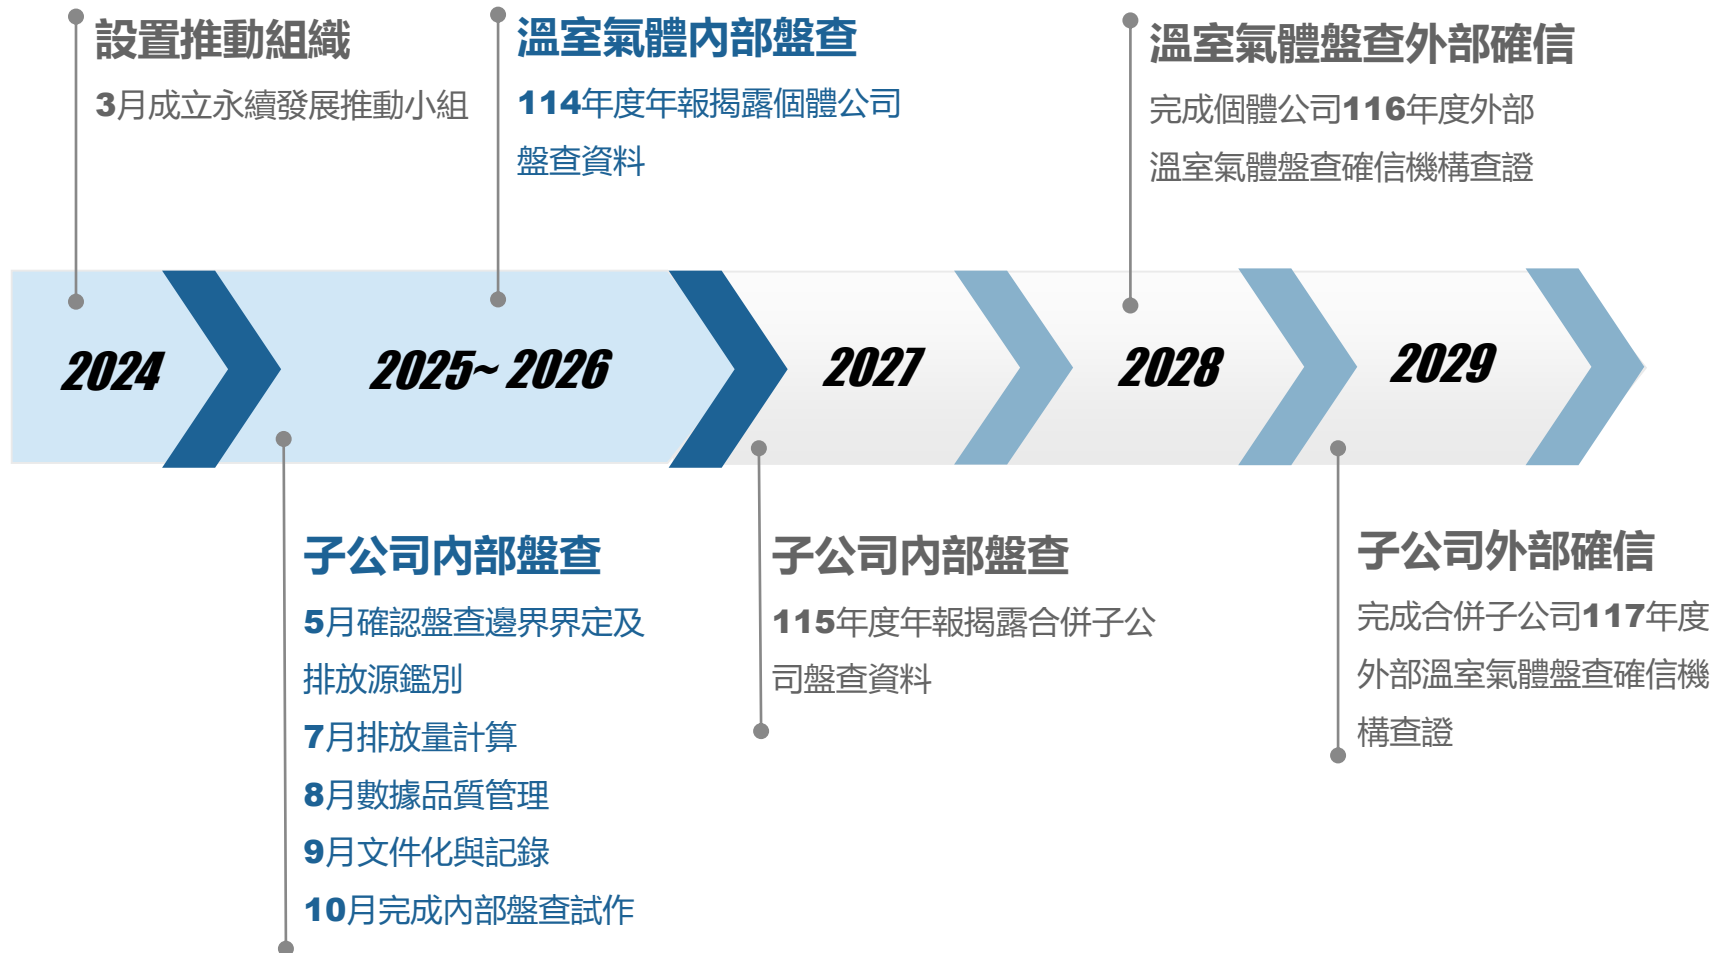 設置推動組織
3月成立永續發展推動小組
溫室氣體內部盤查
114年度年報揭露個體公司
盤查資料
溫室氣體盤查外部確信
完成個體公司116年度外部
溫室氣體盤查確信機構查證
2024
2025~ 2026
2027
2028
2029
子公司內部盤查
5月確認盤查邊界界定及
排放源鑑別
7月排放量計算
8月數據品質管理
9月文件化與記錄
10月完成內部盤查試作
子公司內部盤查
115年度年報揭露合併子公
司盤查資料
子公司外部確信
完成合併子公司117年度
外部溫室氣體盤查確信機
構查證